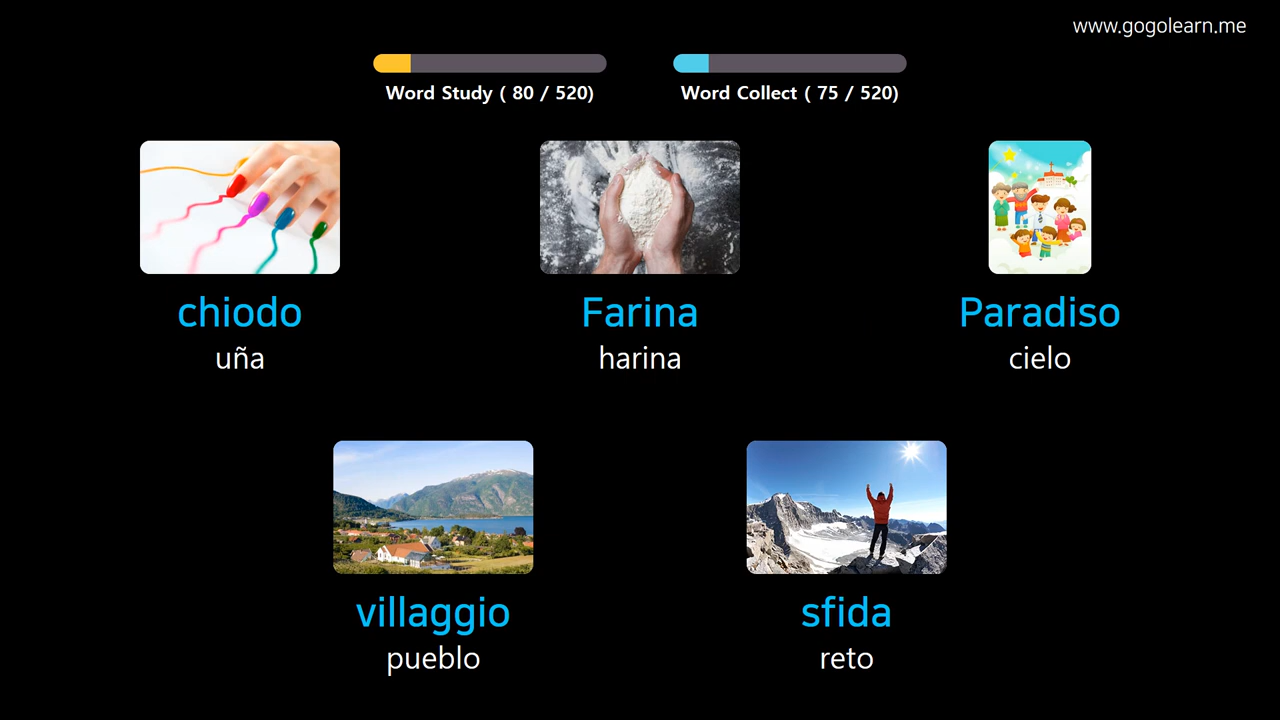 www.gogolearn.me
Word Study ( 80 / 520)
Word Collect ( 75 / 520)
chiodo
uña
Farina
harina
Paradiso
cielo
villaggio
pueblo
sfida
reto